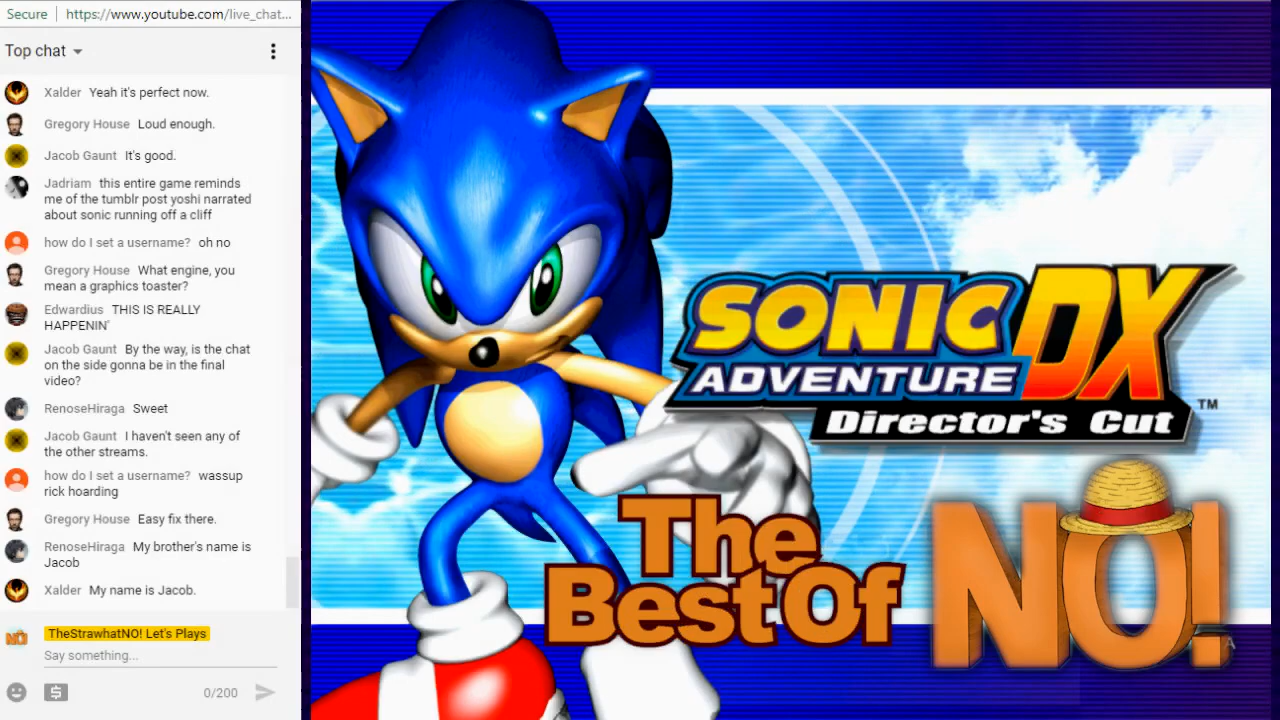 Secure
https://www.youtube.com/live_chat...
Top chat
Xalder Yeah it's perfect now.
Gregory House Loud enough.
Jacob Gaunt It's good.
Jadriam this entire game reminds
me of the tumblr post yoshi narrated
about sonic running off a cliff
how do I set a username? oh no
Gregory House What engine, you
mean a graphics toaster?
Edwardius THIS IS REALLY
HAPPENIN'
Jacob Gaunt By the way, is the chat
on the side gonna be in the final
video?
RenoseHiraga Sweet
Jacob Gaunt I haven't seen any of
the other streams.
how do I set a username? wassup
rick hoarding
Gregory House Easy fix there.
RenoseHiraga My brother's name is
Jacob
Xalder My name is Jacob.
NO!
TheStrawhatNO! Let's Plays
Say something...
0/200
SONIC
ADVENTURE DX
Director's Cut ™
The
Best Of
NO!